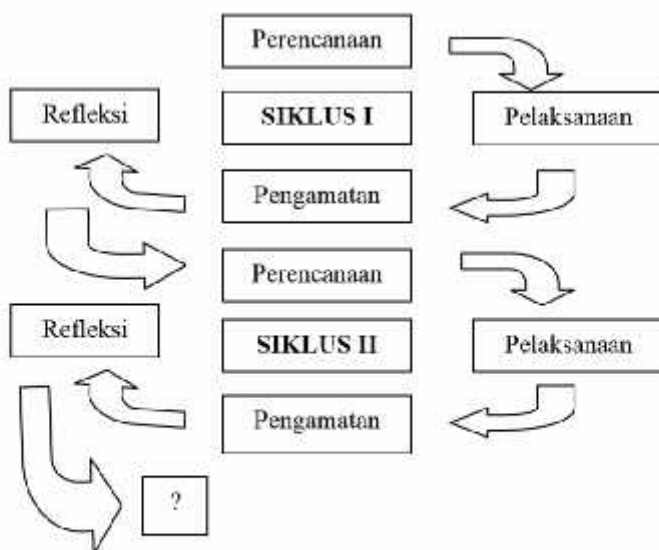 Perencanaan
Refleksi
SIKLUS I
Pelaksanaan
Pengamatan
Perencanaan
Refleksi
SIKLUS II
Pelaksanaan
Pengamatan
?